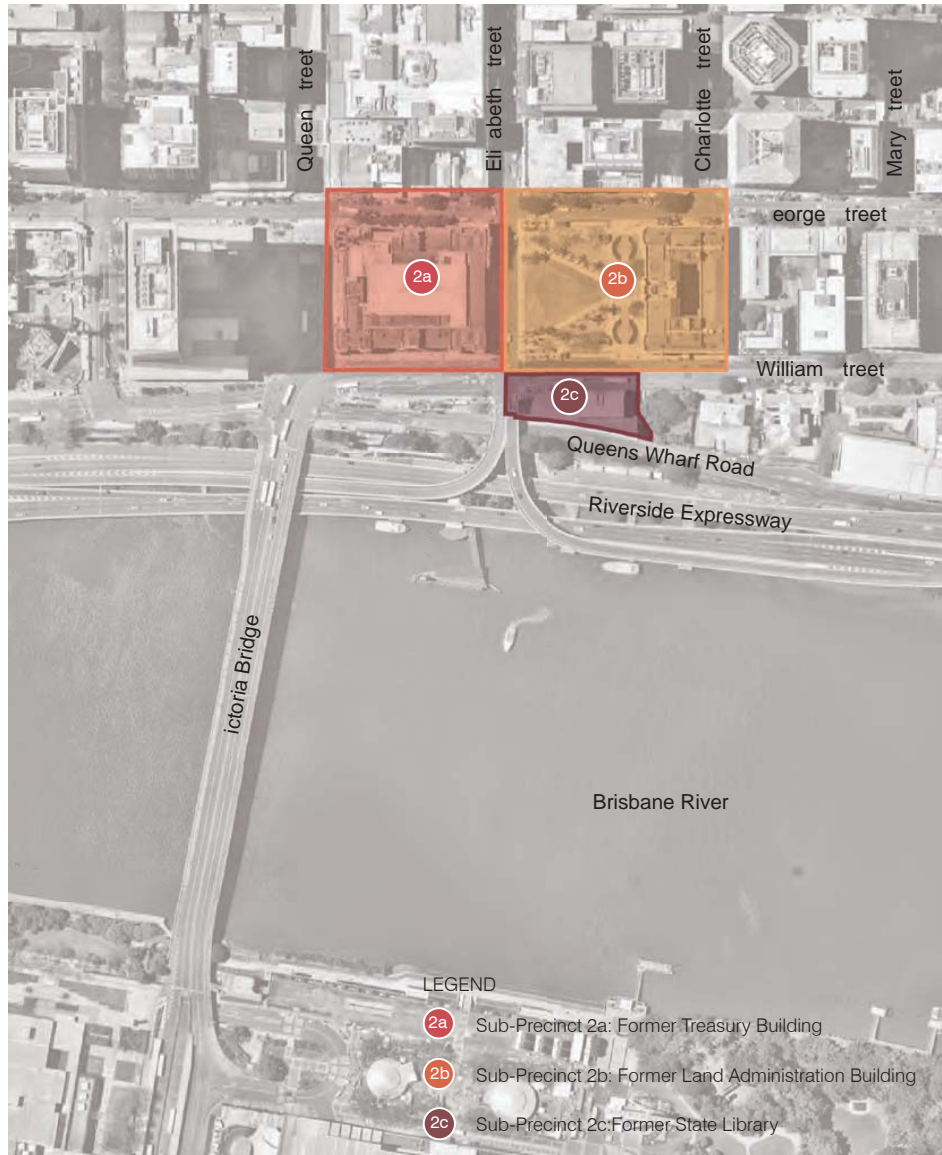 Queen treet
Eli abeth treet
Charlotte treet
Mary treet
eorge treet
2a
2b
William treet
2c
Queens Wharf Road
Riverside Expressway
ictoria Bridge
Brisbane River
LEGEND
2a Sub-Precinct 2a: Former Treasury Building
2b Sub-Precinct 2b: Former Land Administration Building
2c Sub-Precinct 2c:Former State Library